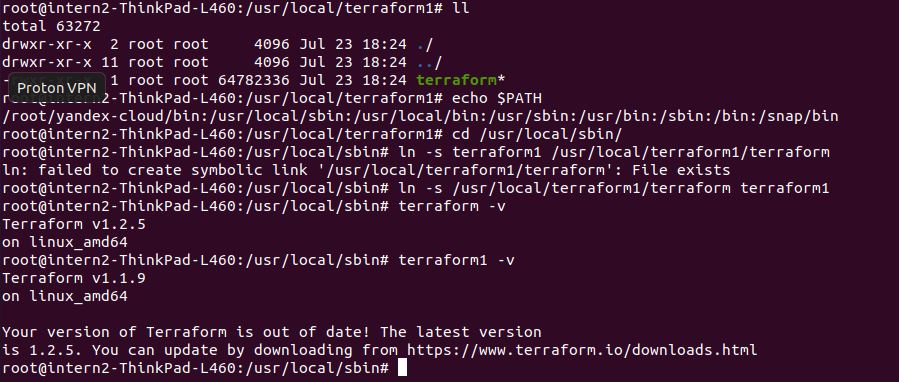 root@intern2-ThinkPad-L460:/usr/local/terraform1# ll
total 63272
drwxr-xr-x  2 root root     4096 Jul 23 18:24 ./
drwxr-xr-x 11 root root     4096 Jul 23 18:24 ../
- 1 root root 64782336 Jul 23 18:24 terraform*
Proton VPN
root@intern2-ThinkPad-L460:/usr/local/terraform1# echo $PATH
/root/yandex-cloud/bin:/usr/local/sbin:/usr/local/bin:/usr/sbin:/usr/bin:/sbin:/bin:/snap/bin
root@intern2-ThinkPad-L460:/usr/local/terraform1# cd /usr/local/sbin/
root@intern2-ThinkPad-L460:/usr/local/sbin# ln -s terraform1 /usr/local/terraform1/terraform
ln: failed to create symbolic link '/usr/local/terraform1/terraform': File exists
root@intern2-ThinkPad-L460:/usr/local/sbin# ln -s /usr/local/terraform1/terraform terraform1
root@intern2-ThinkPad-L460:/usr/local/sbin# terraform -v
Terraform v1.2.5
on linux_amd64
root@intern2-ThinkPad-L460:/usr/local/sbin# terraform1 -v
Terraform v1.1.9
on linux_amd64

Your version of Terraform is out of date! The latest version
is 1.2.5. You can update by downloading from https://www.terraform.io/downloads.html
root@intern2-ThinkPad-L460:/usr/local/sbin#